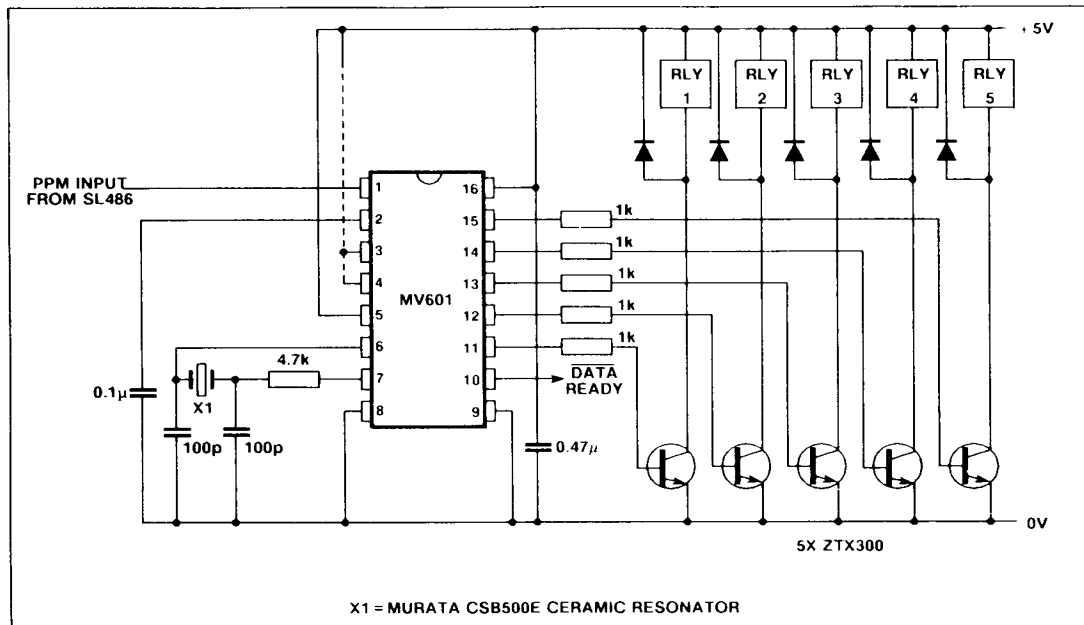 + 5V
RLY 1
RLY 2
RLY 3
RLY 4
RLY 5
PPM INPUT
FROM SL486
1
2
3
4
5
6
7
8
MV601
16
15
14
13
12
11
10
9
1k
1k
1k
1k
1k
DATA
READY
4.7k
0.1μ
X1
100p
100p
0.47μ
0V
5X ZTX300
X1 = MURATA CSB500E CERAMIC RESONATOR